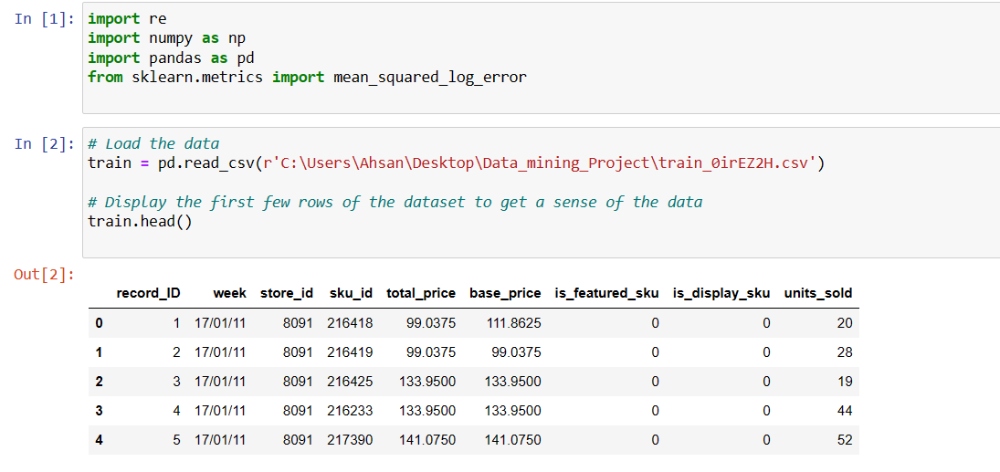 In [1]: import re
import numpy as np
import pandas as pd
from sklearn.metrics import mean_squared_log_error
In [2]: # Load the data
train = pd.read_csv(r'C:\Users\Ahsan\Desktop\Data_mining_Project\train_0irEZ2H.csv')
# Display the first few rows of the dataset to get a sense of the data
train.head()
Out[2]:
record_ID week store_id sku_id total_price base_price is_featured_sku is_display_sku units_sold
0 1 17/01/11 8091 216418 99.0375 111.8625 0 0 20
1 2 17/01/11 8091 216419 99.0375 99.0375 0 0 28
2 3 17/01/11 8091 216425 133.9500 133.9500 0 0 19
3 4 17/01/11 8091 216233 133.9500 133.9500 0 0 44
4 5 17/01/11 8091 217390 141.0750 141.0750 0 0 52